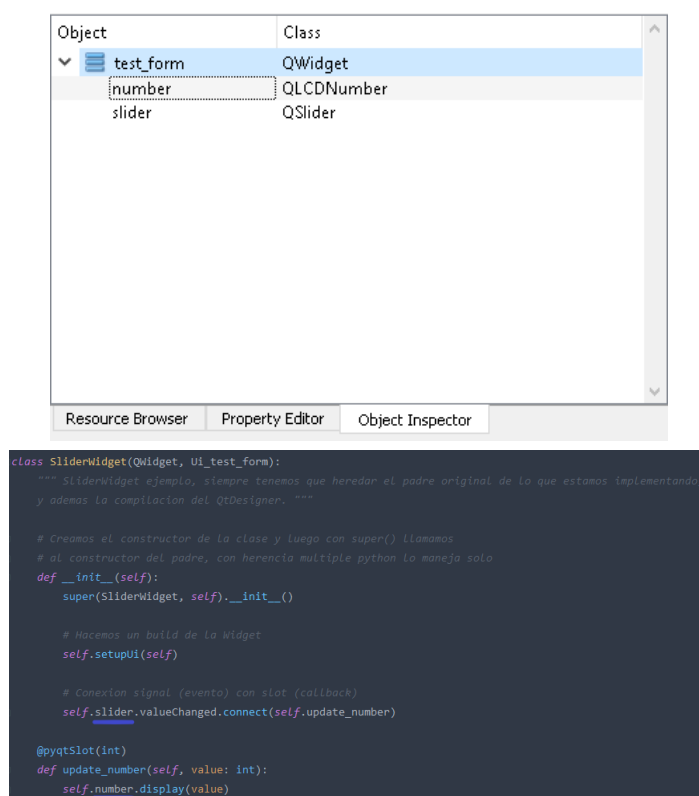 Object Class
test_form QWidget
number QLCDNumber
slider QSlider
Resource Browser Property Editor Object Inspector
class SliderWidget(QWidget, Ui_test_form):
""" SliderWidget ejemplo, siempre tenemos que heredar el padre original de lo que estamos implementando
y ademas la compilacion del QtDesigner. """
# Creamos el constructor de la clase y luego con super() llamamos
# al constructor del padre, con herencia multiple python lo maneja solo
def __init__(self):
super(SliderWidget, self).__init__()
# Hacemos un build de la Widget
self.setupUi(self)
# Conexion signal (evento) con slot (callback)
self.slider.valueChanged.connect(self.update_number)
@pyqtSlot(int)
def update_number(self, value: int):
self.number.display(value)